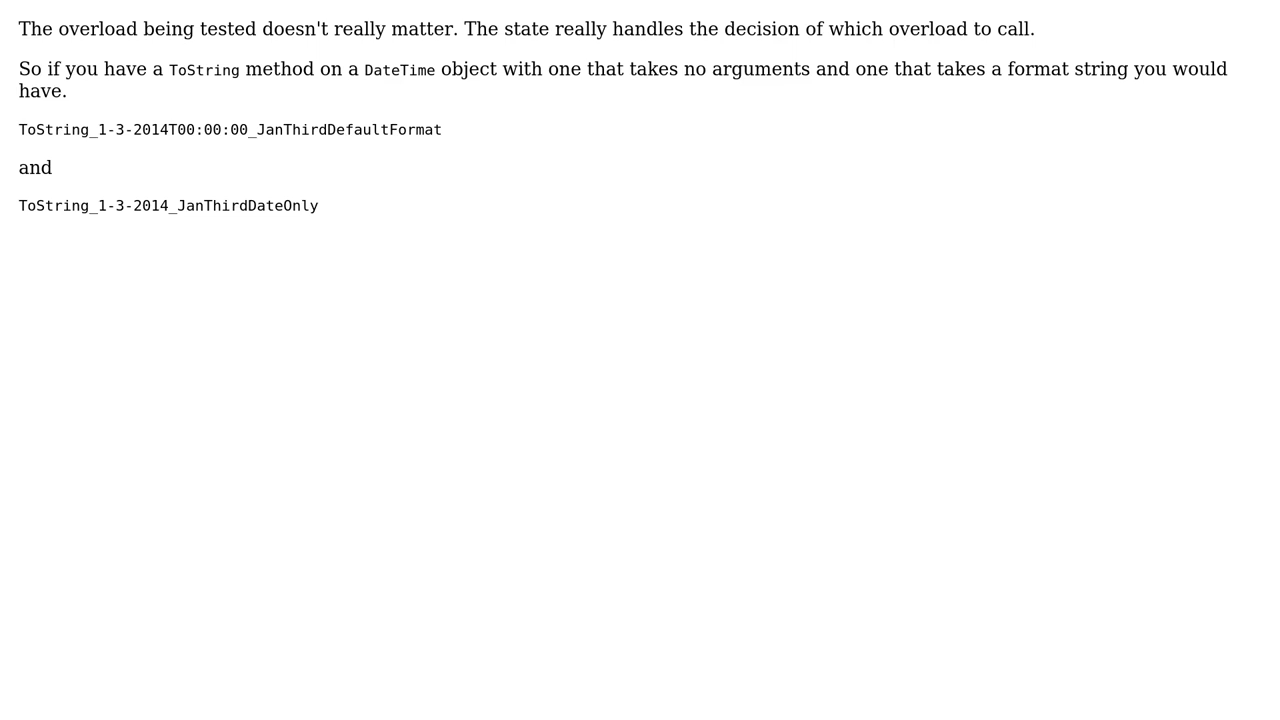 The overload being tested doesn't really matter. The state really handles the decision of which overload to call.
So if you have a ToString method on a DateTime object with one that takes no arguments and one that takes a format string you would
have.
ToString_1-3-2014T00:00:00_JanThirdDefaultFormat
and
ToString_1-3-2014_JanThirdDateOnly